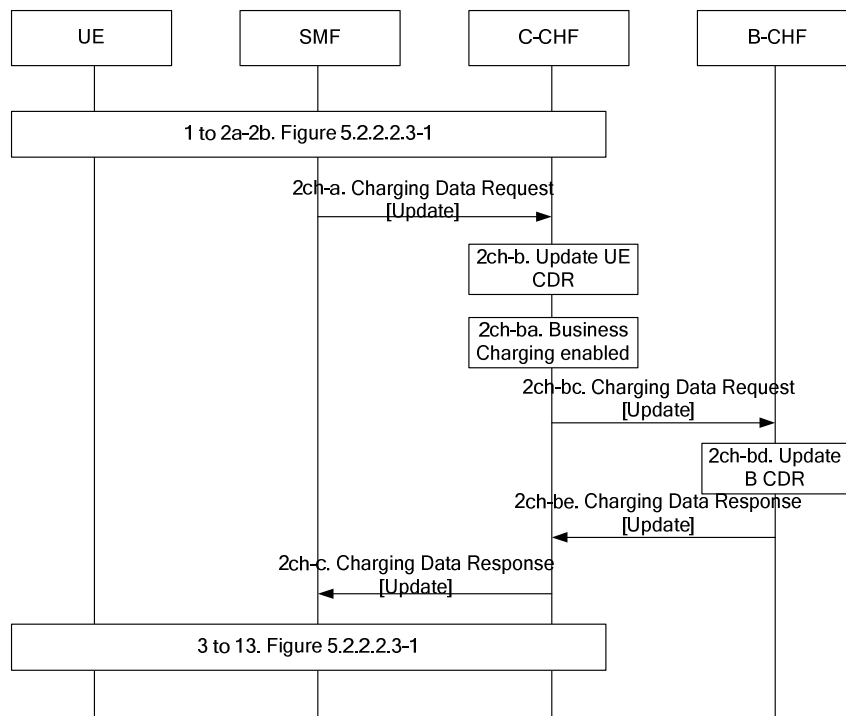 UE
SMF
C-CHF
B-CHF
1 to 2a-2b. Figure 5.2.2.2.3-1
2ch-a. Charging Data Request
[Update]
2ch-b. Update UE
CDR
2ch-ba. Business
Charging enabled
2ch-bc. Charging Data Request
[Update]
2ch-bd. Update
B CDR
2ch-be. Charging Data Response
[Update]
2ch-c. Charging Data Response
[Update]
3 to 13. Figure 5.2.2.2.3-1